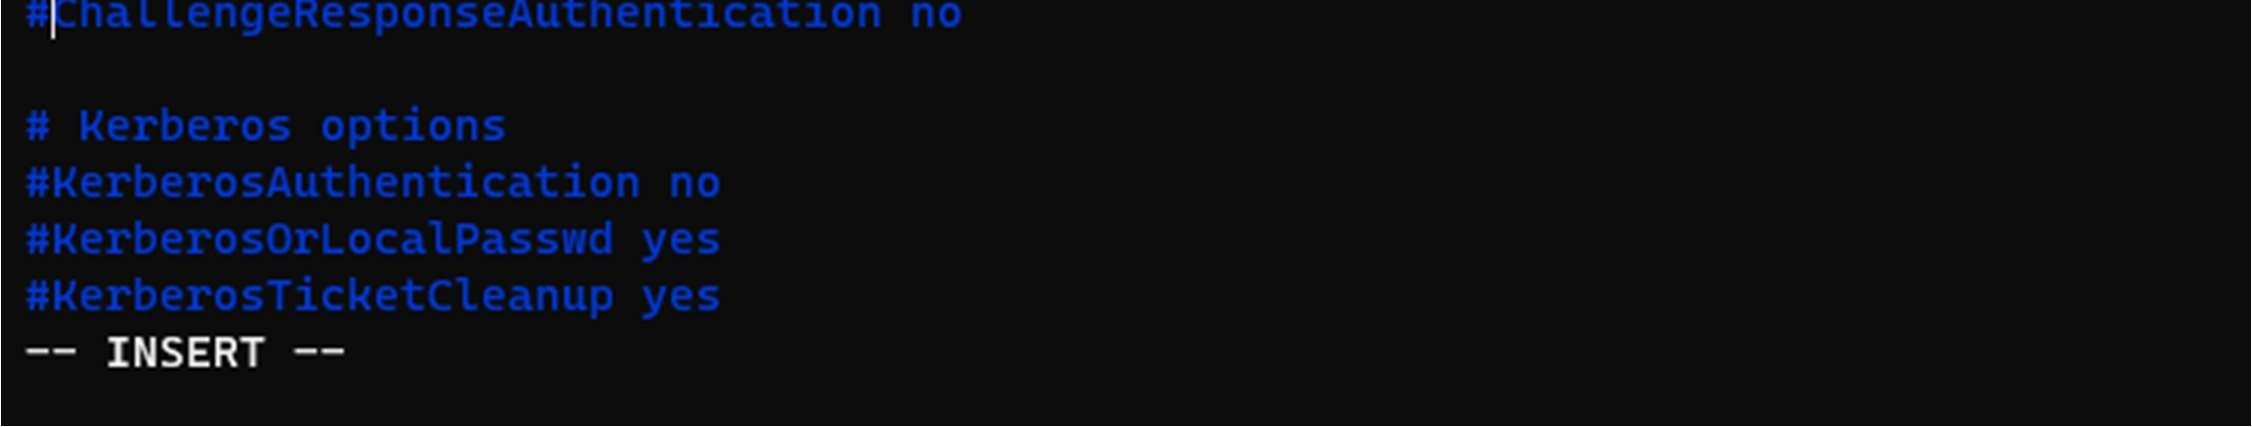 #ChallengeResponseAuthentication no
# Kerberos options
#KerberosAuthentication no
#KerberosOrLocalPasswd yes
#KerberosTicketCleanup yes
-- INSERT --